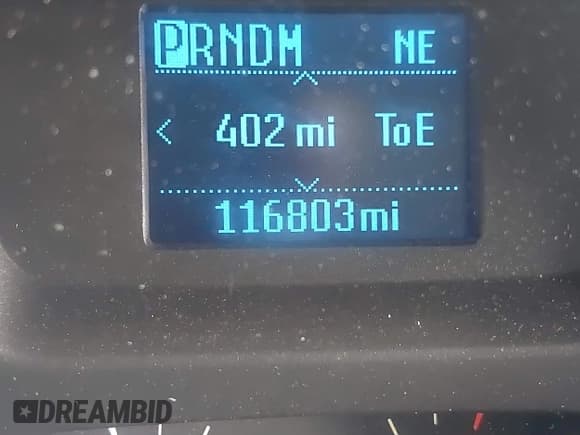 PRNDM NE
< 402 mi ToE
116803mi
DREAMBID